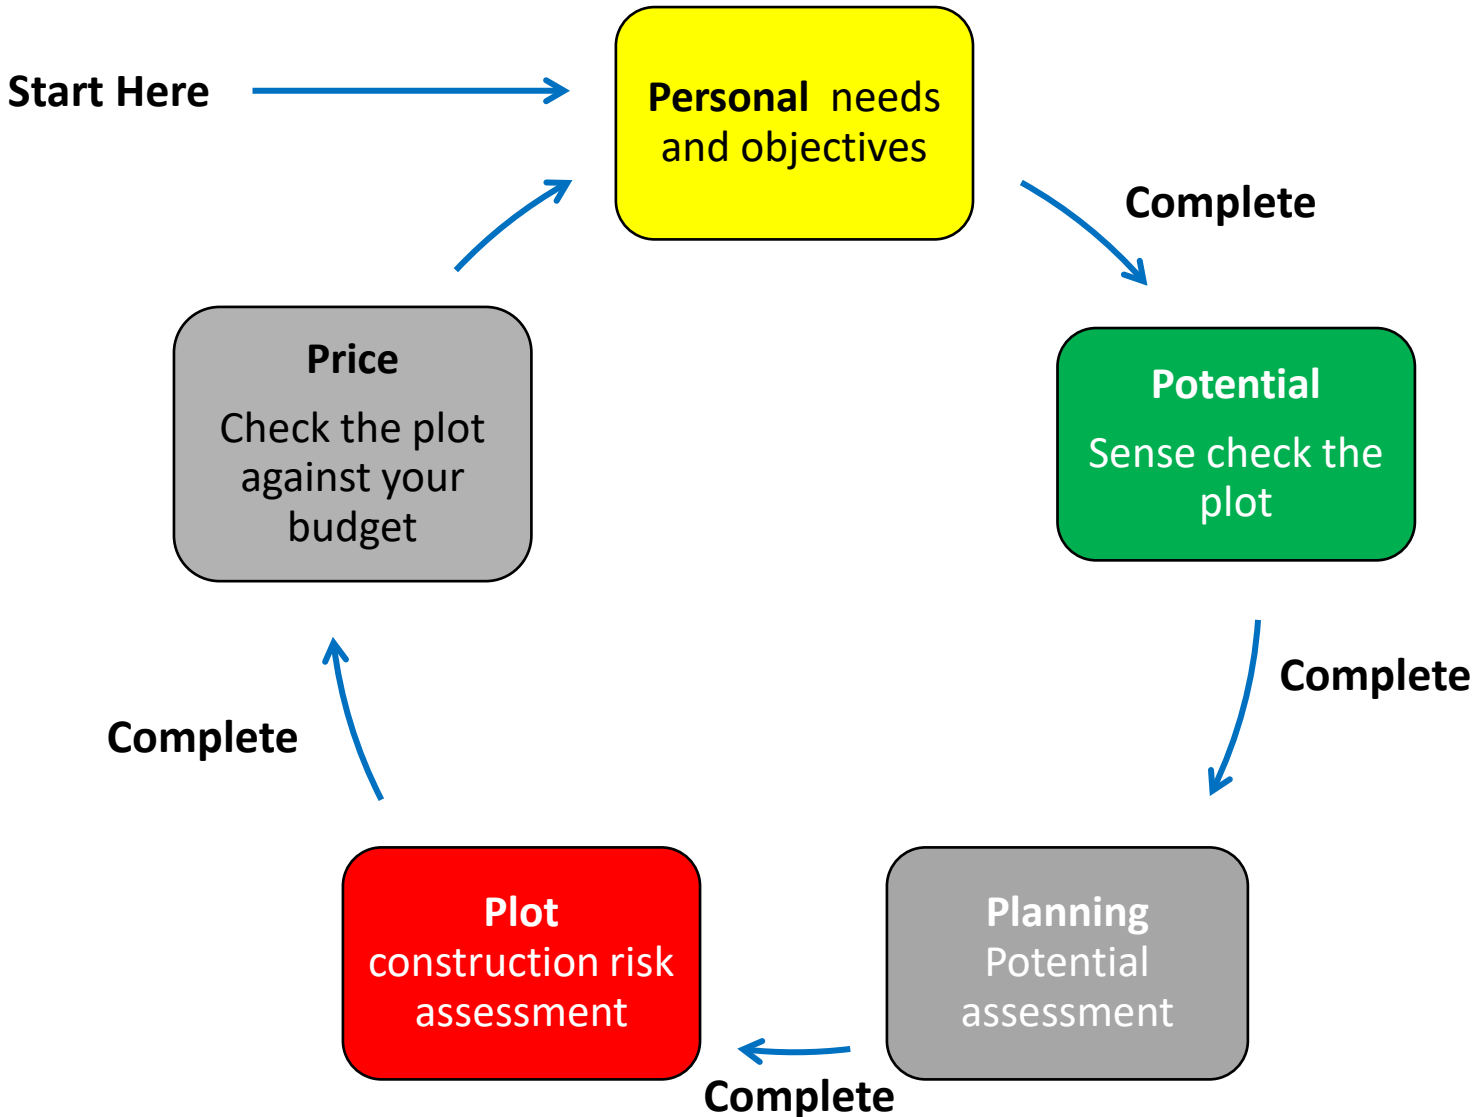 Start Here
Personal needs
and objectives
Complete
Potential
Sense check the
plot
Complete
Planning
Potential
assessment
Complete
Plot
construction risk
assessment
Complete
Price
Check the plot
against your
budget